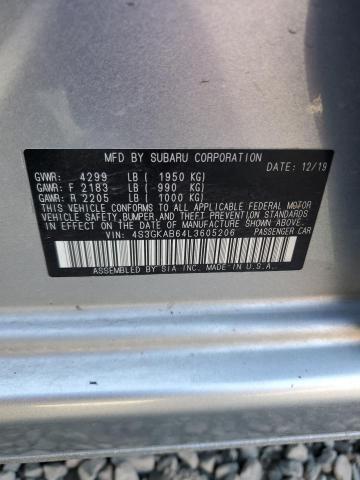 MFD BY SUBARU CORPORATION
GVWR: 4299 LB ( 1950 KG) DATE: 12/19
GAWR: F 2183 LB ( 990 KG)
GAWR: R 2205 LB ( 1000 KG)
THIS VEHICLE CONFORMS TO ALL APPLICABLE FEDERAL MOTOR
VEHICLE SAFETY, BUMPER, AND THEFT PREVENTION STANDARDS
IN EFFECT ON THE DATE OF MANUFACTURE SHOWN ABOVE.
VIN: 4S3GKAB64L3605206 PASSENGER CAR
ASSEMBLED BY SIA INC. IN U.S.A.